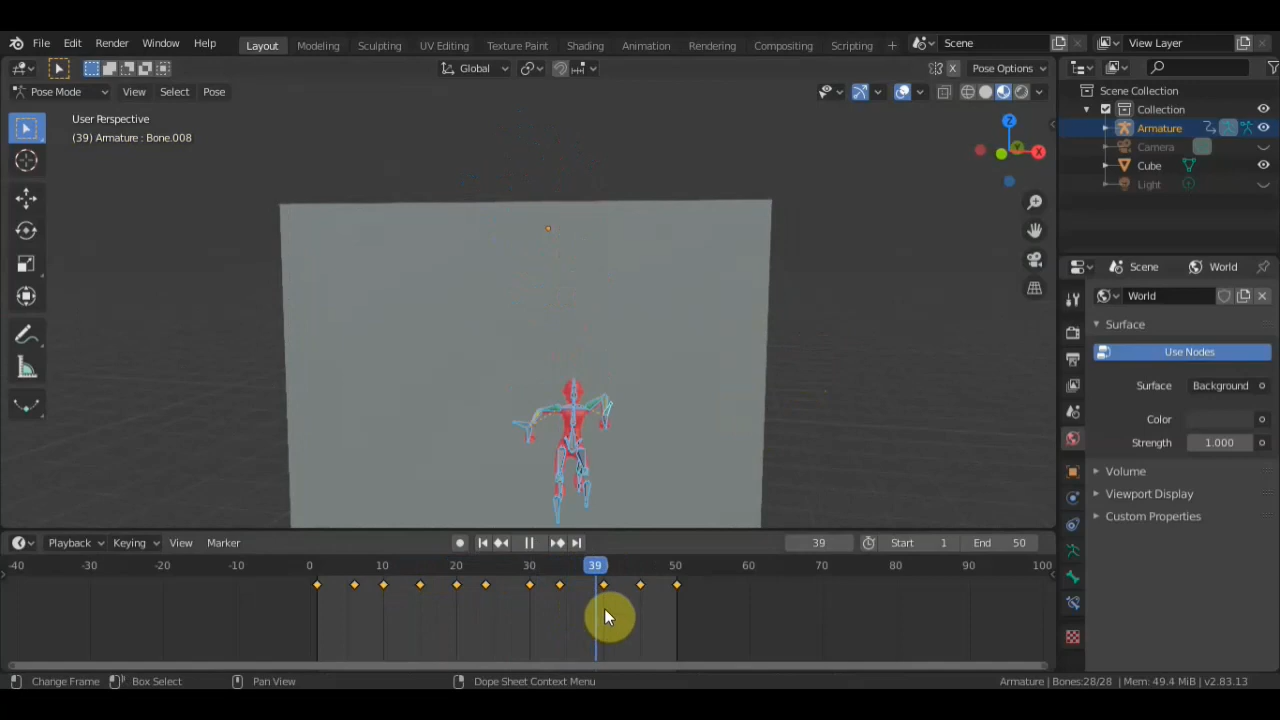 File Edit Render Window Help Layout Modeling Sculpting UV Editing Texture Paint Shading Animation Rendering Compositing Scripting + Scene View Layer
Global Pose Options
Pose Mode View Select Pose
User Perspective
(39) Armature : Bone.008
Z
Y
X
Scene Collection
Collection
Armature
Camera
Cube
Light
Scene World
World
Surface
Use Nodes
Surface Background
Color
Strength 1.000
Volume
Viewport Display
Custom Properties
Playback Keying View Marker 39 Start 1 End 50
-40 -30 -20 -10 0 10 20 30 39 50 60 70 80 90 100
Change Frame Box Select Pan View Dope Sheet Context Menu Armature | Bones:28/28 | Mem: 49.4 MiB | v2.83.13